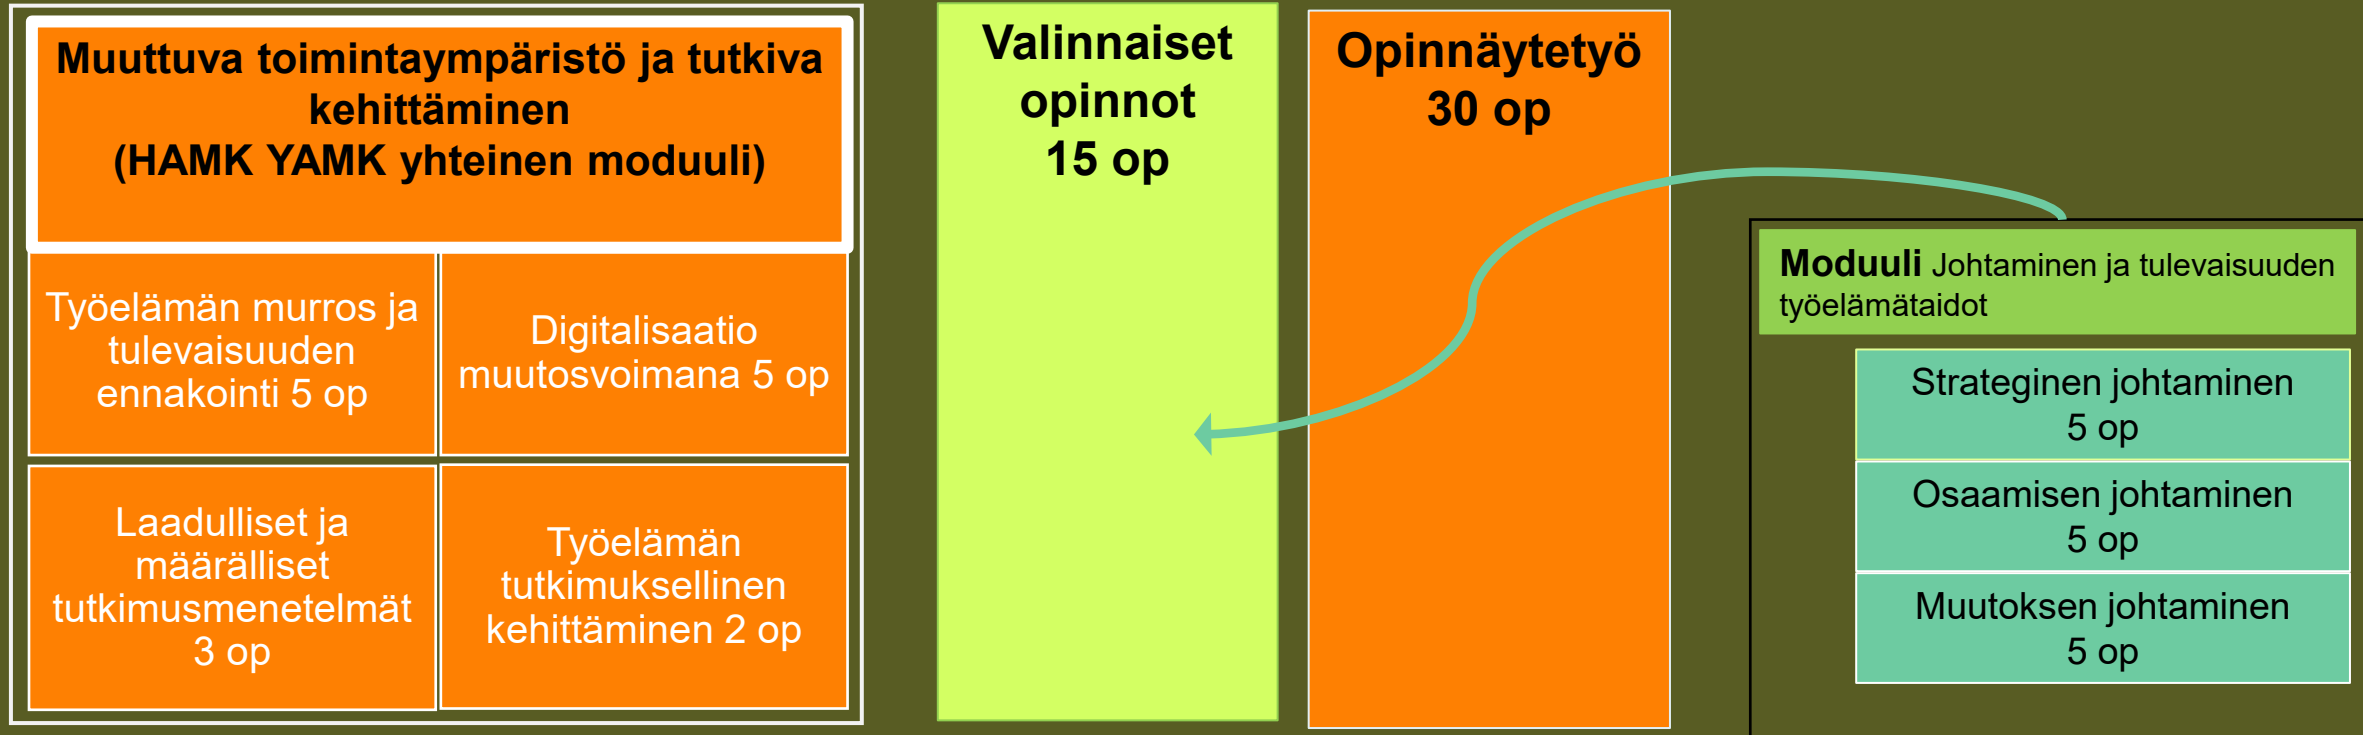 Muuttuva toimintaympäristö ja tutkiva
kehittäminen
(HAMK YAMK yhteinen moduuli)
Työelämän murros ja
tulevaisuuden
ennakointi 5 op
Digitalisaatio
muutosvoimana 5 op
Laadulliset ja
määrälliset
tutkimusmenetelmät
3 op
Työelämän
tutkimuksellinen
kehittäminen 2 op
Valinnaiset
opinnot
15 op
Opinnäytetyö
30 op
Moduuli Johtaminen ja tulevaisuuden
työelämätaidot
Strateginen johtaminen
5 op
Osaamisen johtaminen
5 op
Muutoksen johtaminen
5 op